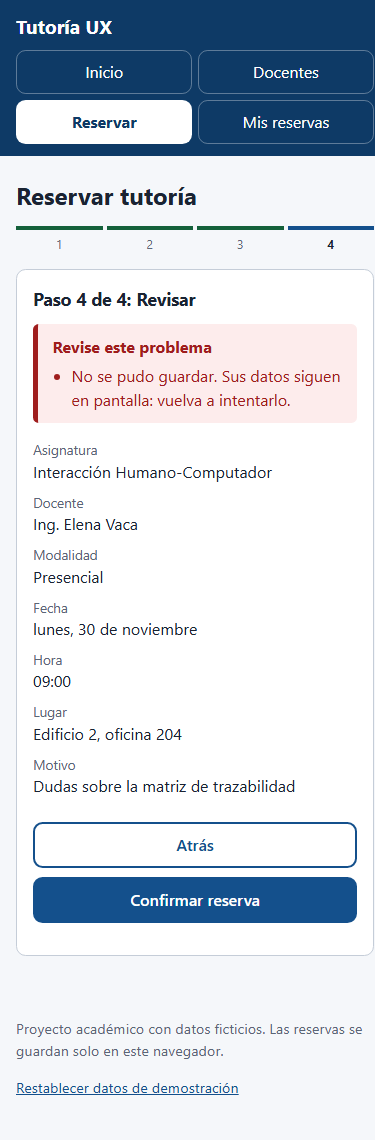 Tutoría UX
Inicio
Docentes
Reservar
Mis reservas
Reservar tutoría
1
2
3
4
Paso 4 de 4: Revisar
Revise este problema
• No se pudo guardar. Sus datos siguen
en pantalla: vuelva a intentarlo.
Asignatura
Interacción Humano-Computador
Docente
Ing. Elena Vaca
Modalidad
Presencial
Fecha
lunes, 30 de noviembre
Hora
09:00
Lugar
Edificio 2, oficina 204
Motivo
Dudas sobre la matriz de trazabilidad
Atrás
Confirmar reserva
Proyecto académico con datos ficticios. Las reservas se
guardan solo en este navegador.
Restablecer datos de demostración